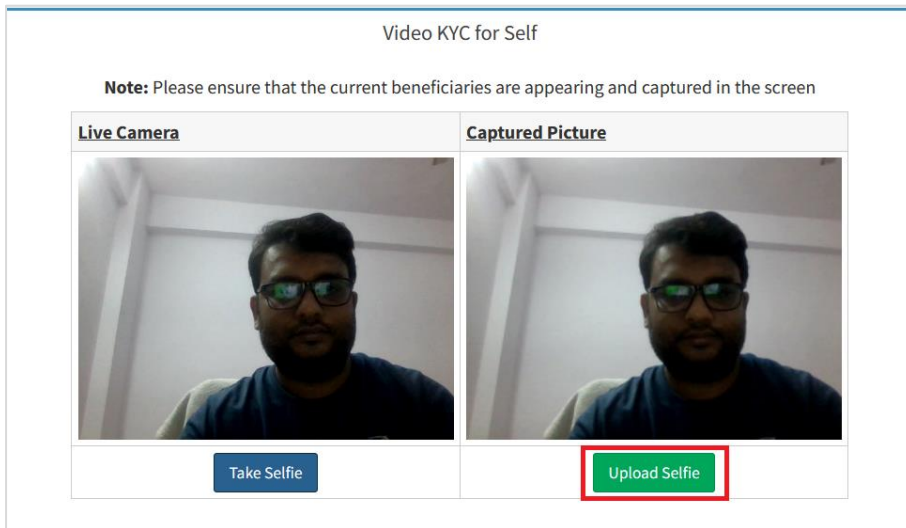 Video KYC for Self
Note: Please ensure that the current beneficiaries are appearing and captured in the screen
Live Camera
Captured Picture
Take Selfie
Upload Selfie